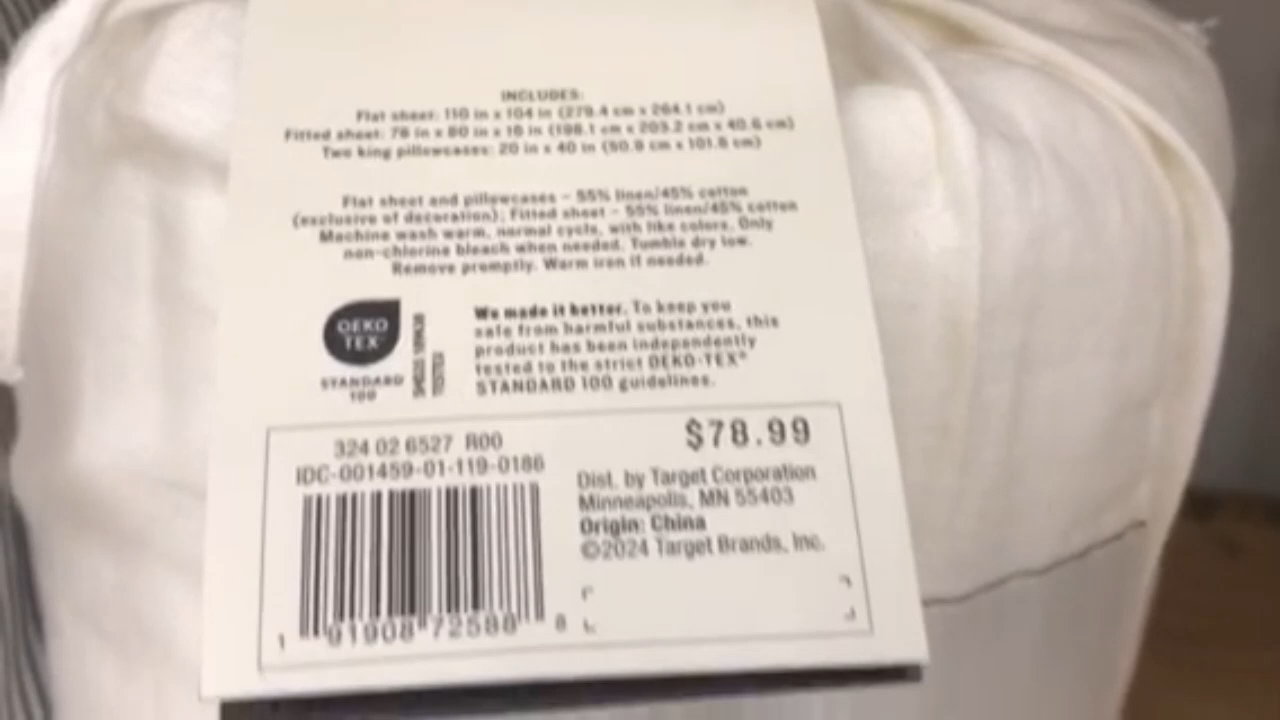 INCLUDES:
Flat sheet: 110 in x 104 in (279.4 cm x 264.1 cm)
Fitted sheet: 78 in x 80 in x 16 in (198.1 cm x 203.2 cm x 40.6 cm)
Two king pillowcases: 20 in x 40 in (50.8 cm x 101.6 cm)
Flat sheet and pillowcases – 55% linen/45% cotton
(exclusive of decoration); Fitted sheet – 55% linen/45% cotton
Machine wash warm, normal cycle, with like colors. Only
non-chlorine bleach when needed. Tumble dry low.
Remove promptly. Warm iron if needed.
OEKO
TEX
STANDARD
100
TESTED
We made it better. To keep you
safe from harmful substances, this
product has been independently
tested to the strict OEKO-TEX®
STANDARD 100 guidelines.
324 02 6527 R00
IDC-001459-01-119-0186
$78.99
Dist. by Target Corporation
Minneapolis, MN 55403
Origin: China
©2024 Target Brands, Inc.
1 91908 72588 8